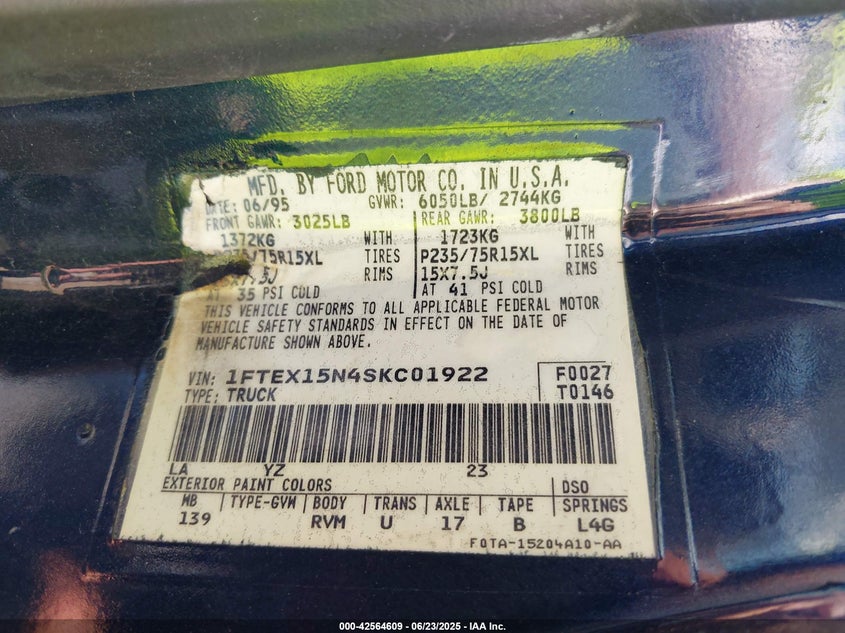 MFD. BY FORD MOTOR CO. IN U.S.A.
DATE: 06/95 GVWR: 6050LB/ 2744KG
FRONT GAWR: 3025LB REAR GAWR: 3800LB
1372KG WITH 1723KG WITH
/75R15XL TIRES P235/75R15XL TIRES
X7.5J RIMS 15X7.5J RIMS
AT 35 PSI COLD AT 41 PSI COLD
THIS VEHICLE CONFORMS TO ALL APPLICABLE FEDERAL MOTOR
VEHICLE SAFETY STANDARDS IN EFFECT ON THE DATE OF
MANUFACTURE SHOWN ABOVE.
VIN: 1FTEX15N4SKC01922 F0027
TYPE: TRUCK T0146
LA YZ 23
EXTERIOR PAINT COLORS DSO
WB TYPE-GVW BODY TRANS AXLE TAPE SPRINGS
139 RVM U 17 B L4G
F0TA-15204A10-AA
000-42564609 - 06/23/2025 - IAA Inc.